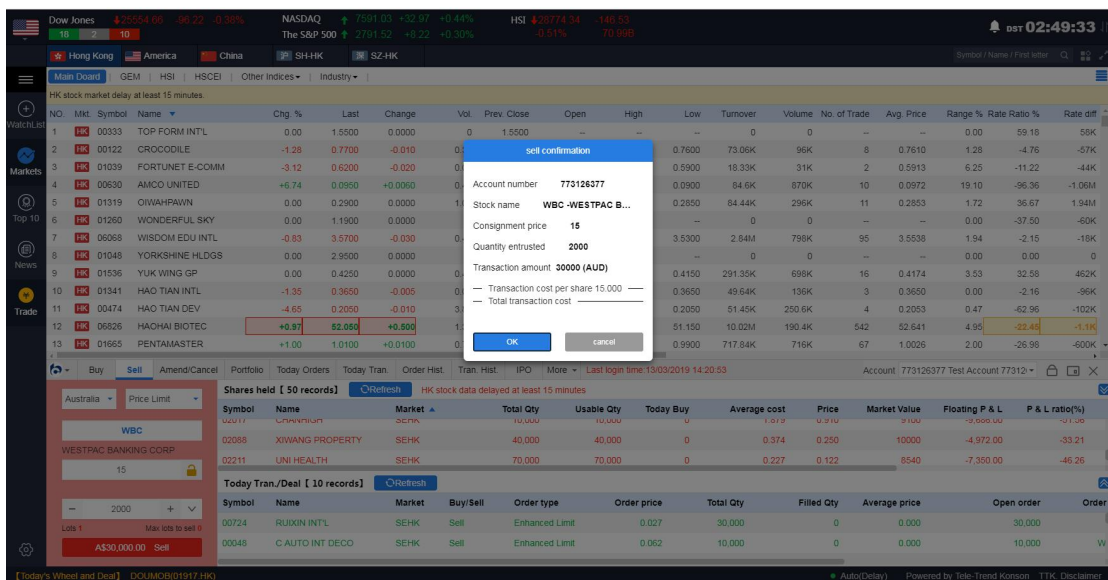 Dow Jones 25554.66 -96.22 -0.38% NASDAQ 7591.03 +32.97 +0.44% HSI 28774.34 -146.53
18 2 10 The S&P 500 2791.52 +8.22 +0.30% -0.51% 70.99B
DST 02:49:33
Hong Kong America China SH-HK SZ-HK Symbol / Name / First letter
Main Doard | GEM | HSI | HSCEI | Other Indices | Industry
HK stock market delay at least 15 minutes.
WatchList
Markets
Top 10
News
Trade
NO. Mkt. Symbol Name Chg. % Last Change Vol. Prev. Close Open High Low Turnover Volume No. of Trade Avg. Price Range % Rate Ratio % Rate diff
1 HK 00333 TOP FORM INT'L 0.00 1.5500 0.0000 0 1.5500 -- -- -- 0 0 -- -- 0.00 59.18 58K
2 HK 00122 CROCODILE -1.28 0.7700 -0.010 0.7600 73.06K 96K 8 0.7610 1.28 -4.76 -57K
3 HK 01039 FORTUNET E-COMM -3.12 0.6200 -0.020 0.5900 18.33K 31K 2 0.5913 6.25 -11.22 -44K
4 HK 00630 AMCO UNITED +6.74 0.0950 +0.0060 0.0900 84.6K 870K 10 0.0972 19.10 -96.36 -1.06M
5 HK 01319 OIWAHPAWN 0.00 0.2900 0.0000 0.2850 84.44K 296K 11 0.2853 1.72 36.67 1.94M
6 HK 01260 WONDERFUL SKY 0.00 1.1900 0.0000 -- 0 0 -- -- 0.00 -37.50 -60K
7 HK 06068 WISDOM EDU INTL -0.83 3.5700 -0.030 3.5300 2.84M 798K 95 3.5538 1.94 -2.15 -18K
8 HK 01048 YORKSHINE HLDGS 0.00 2.9500 0.0000 -- 0 0 -- -- 0.00 0.00 0
9 HK 01536 YUK WING GP 0.00 0.4250 0.0000 0.4150 291.35K 698K 16 0.4174 3.53 32.58 462K
10 HK 01341 HAO TIAN INTL -1.35 0.3650 -0.005 0.3650 49.64K 136K 3 0.3650 0.00 -2.16 -96K
11 HK 00474 HAO TIAN DEV -4.65 0.2050 -0.010 0.2050 51.45K 250.6K 4 0.2053 0.47 -62.96 -102K
12 HK 06826 HAOHAI BIOTEC +0.97 52.050 +0.500 51.150 10.02M 190.4K 542 52.641 4.95 -22.45 -1.1K
13 HK 01665 PENTAMASTER +1.00 1.0100 +0.0100 0.9900 717.84K 716K 67 1.0026 2.00 -26.98 -600K
sell confirmation
Account number 773126377
Stock name WBC -WESTPAC B...
Consignment price 15
Quantity entrusted 2000
Transaction amount 30000 (AUD)
Transaction cost per share 15.000
Total transaction cost
OK cancel
Buy Sell Amend/Cancel Portfolio Today Orders Today Tran. Order Hist. Tran. Hist. IPO More Last login time:13/03/2019 14:20:53 Account 773126377 Test Account 77312
Australia Price Limit
WBC
WESTPAC BANKING CORP
15
- 2000 +
Lots 1 Max lots to sell 0
A$30,000.00 Sell
Shares held【 50 records】 Refresh HK stock data delayed at least 15 minutes
Symbol Name Market Total Qty Usable Qty Today Buy Average cost Price Market Value Floating P & L P & L ratio(%)
02088 XIWANG PROPERTY SEHK 40,000 40,000 0 0.374 0.250 10000 -4,972.00 -33.21
02211 UNI HEALTH SEHK 70,000 70,000 0 0.227 0.122 8540 -7,350.00 -46.26
Today Tran./Deal【 10 records】 Refresh
Symbol Name Market Buy/Sell Order type Order price Total Qty Filled Qty Average price Open order Order
00724 RUIXIN INT'L SEHK Sell Enhanced Limit 0.027 30,000 0 0.000 30,000
00048 C AUTO INT DECO SEHK Sell Enhanced Limit 0.062 10,000 0 0.000 10,000 W
【Today's Wheel and Deal】 DOUMOB(01917.HK) Auto(Delay) Powered by Tele-Trend Konson TTK. Disclaimer